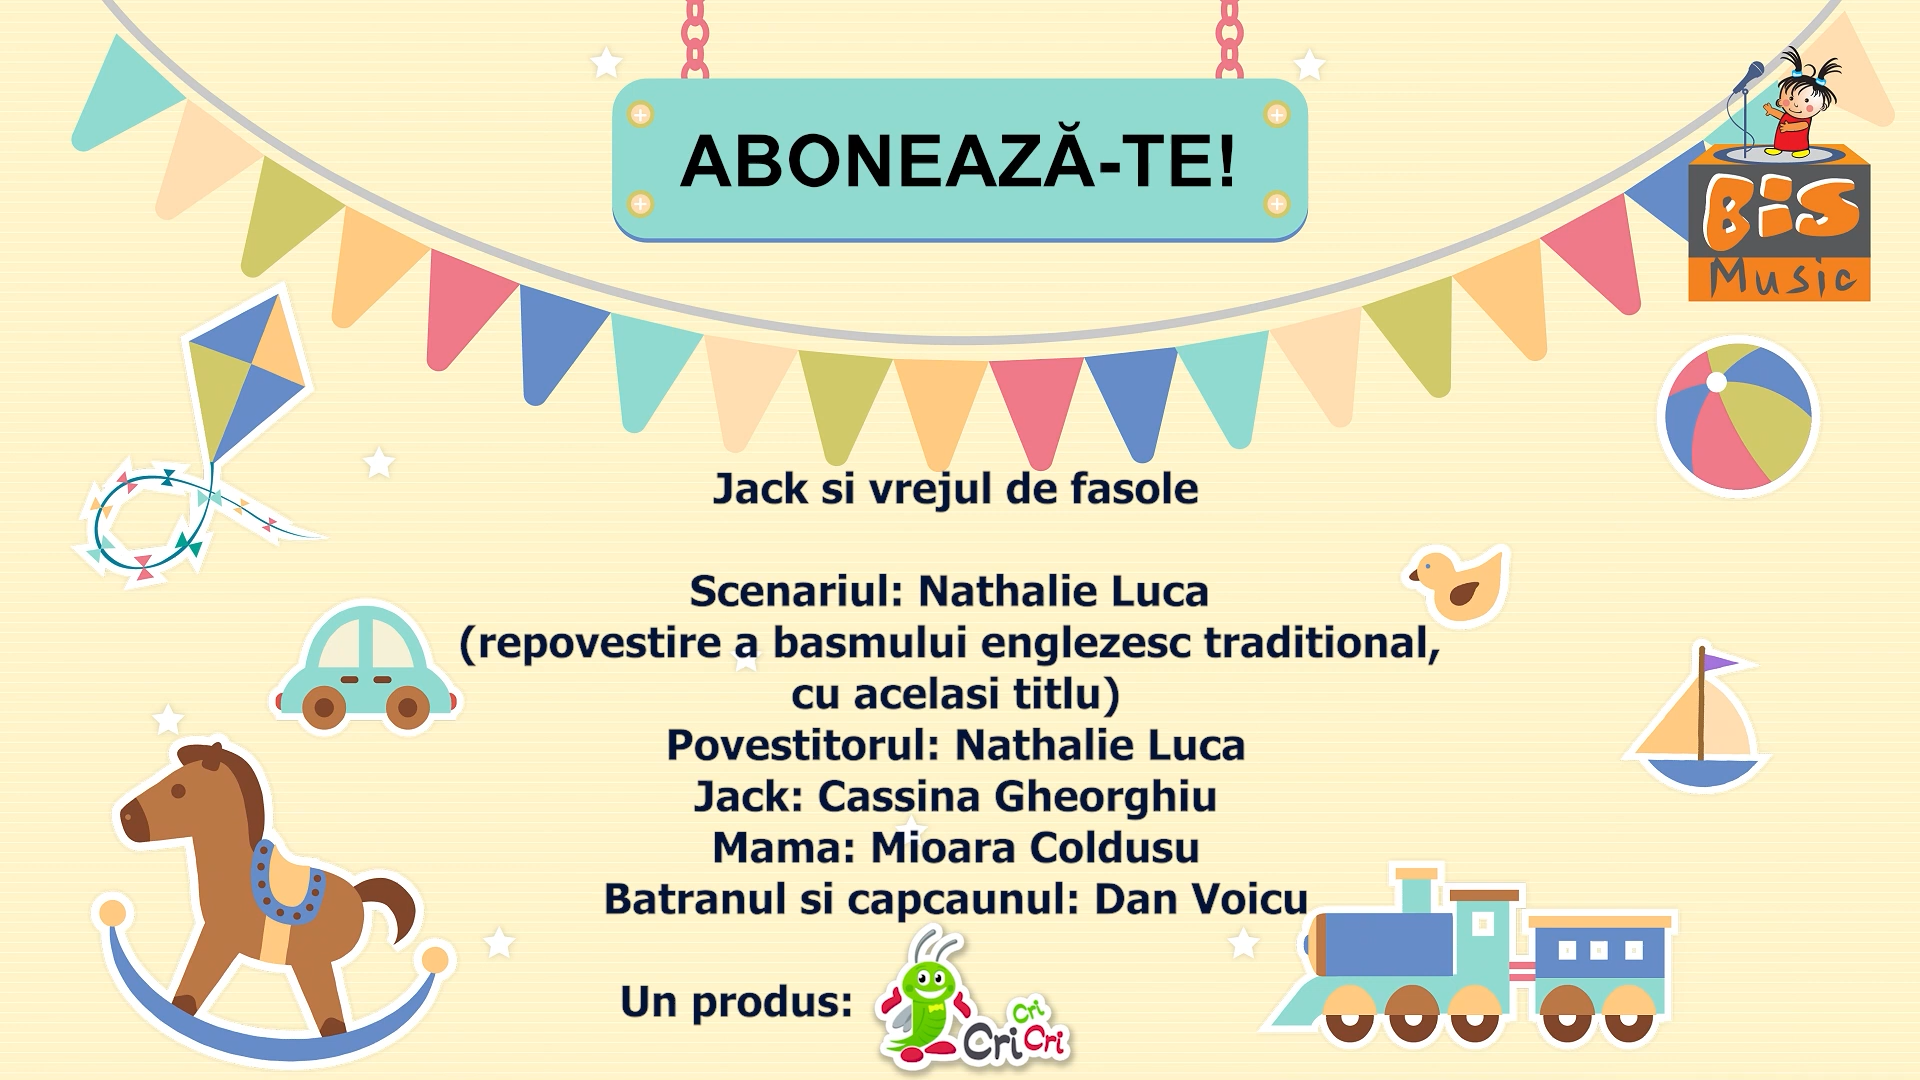 ABONEAZĂ-TE!
BiS
Music
Jack si vrejul de fasole
Scenariul: Nathalie Luca
(repovestire a basmului englezesc traditional,
cu acelasi titlu)
Povestitorul: Nathalie Luca
Jack: Cassina Gheorghiu
Mama: Mioara Coldusu
Batranul si capcaunul: Dan Voicu
Un produs:
Cri
Cri Cri